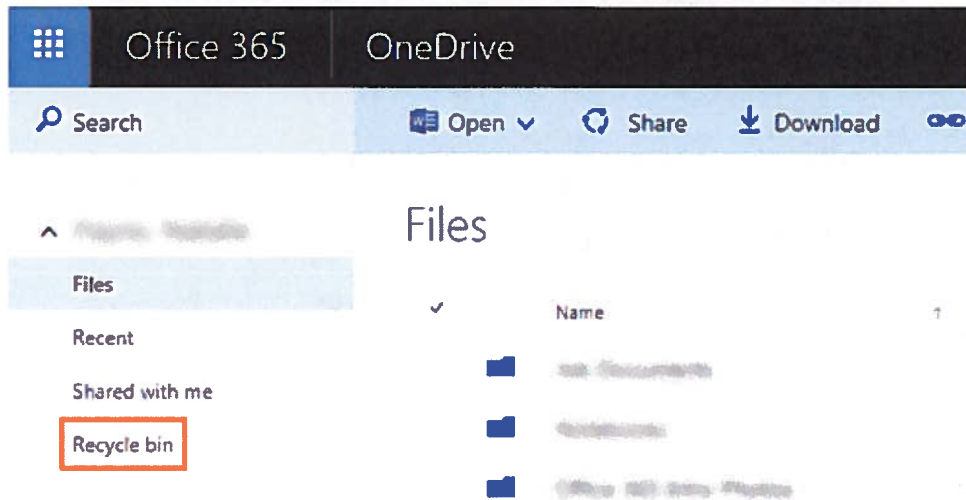 Office 365 OneDrive
Search Open Share Download
Files
Files
Name
Recent
Shared with me
Recycle bin